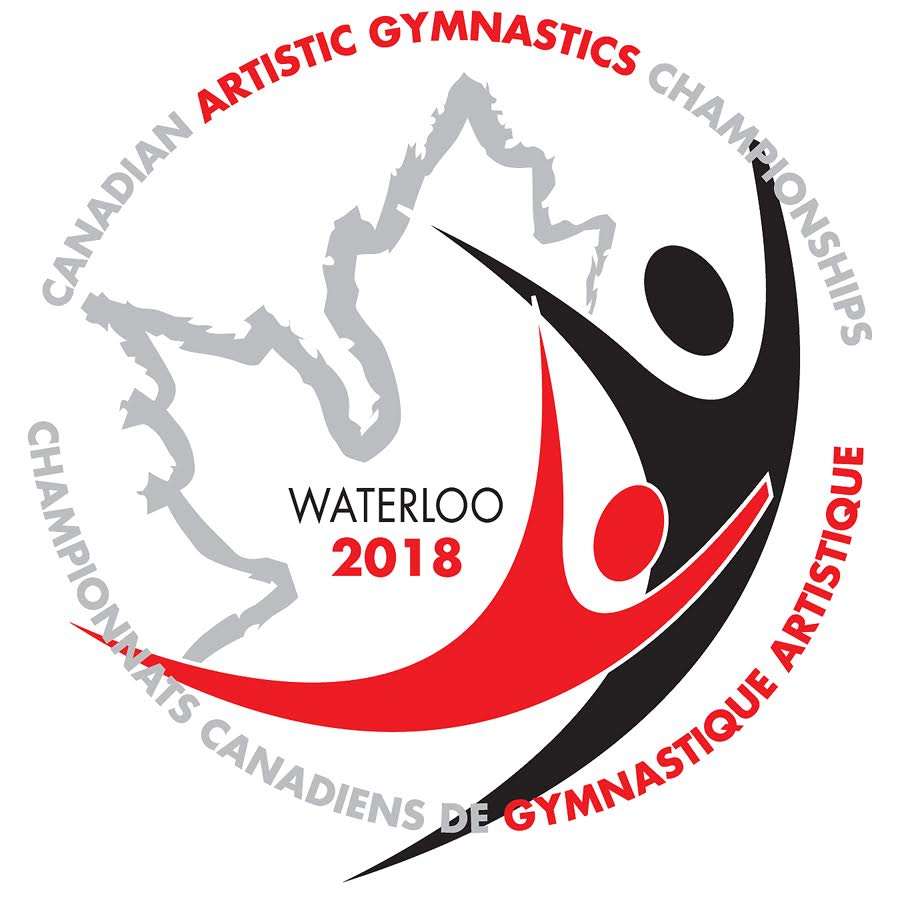 CANADIAN ARTISTIC GYMNASTICS CHAMPIONSHIPS
WATERLOO
2018
CHAMPIONNATS CANADIENS DE GYMNASTIQUE ARTISTIQUE